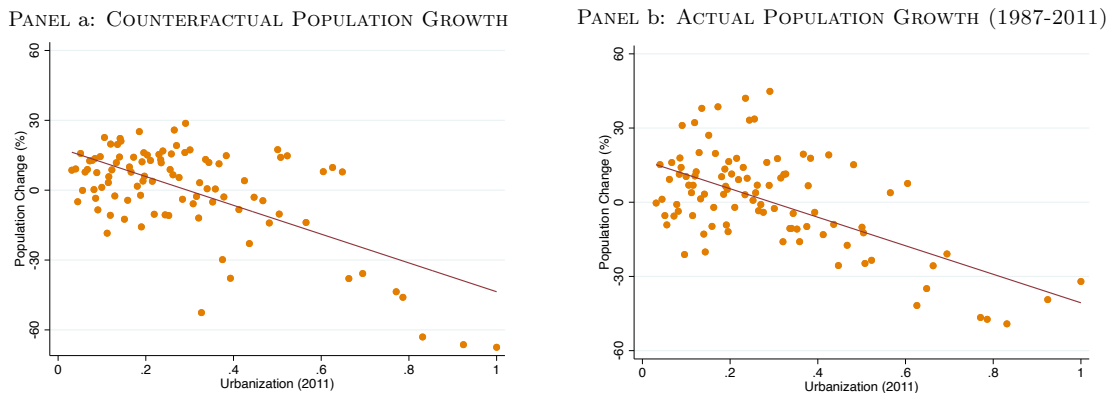 PANEL a: COUNTERFACTUAL POPULATION GROWTH
Population Change (%)
60
30
0
-30
-60
0 .2 .4 .6 .8 1
Urbanization (2011)
PANEL b: ACTUAL POPULATION GROWTH (1987-2011)
Population Change (%)
60
30
0
-30
-60
0 .2 .4 .6 .8 1
Urbanization (2011)